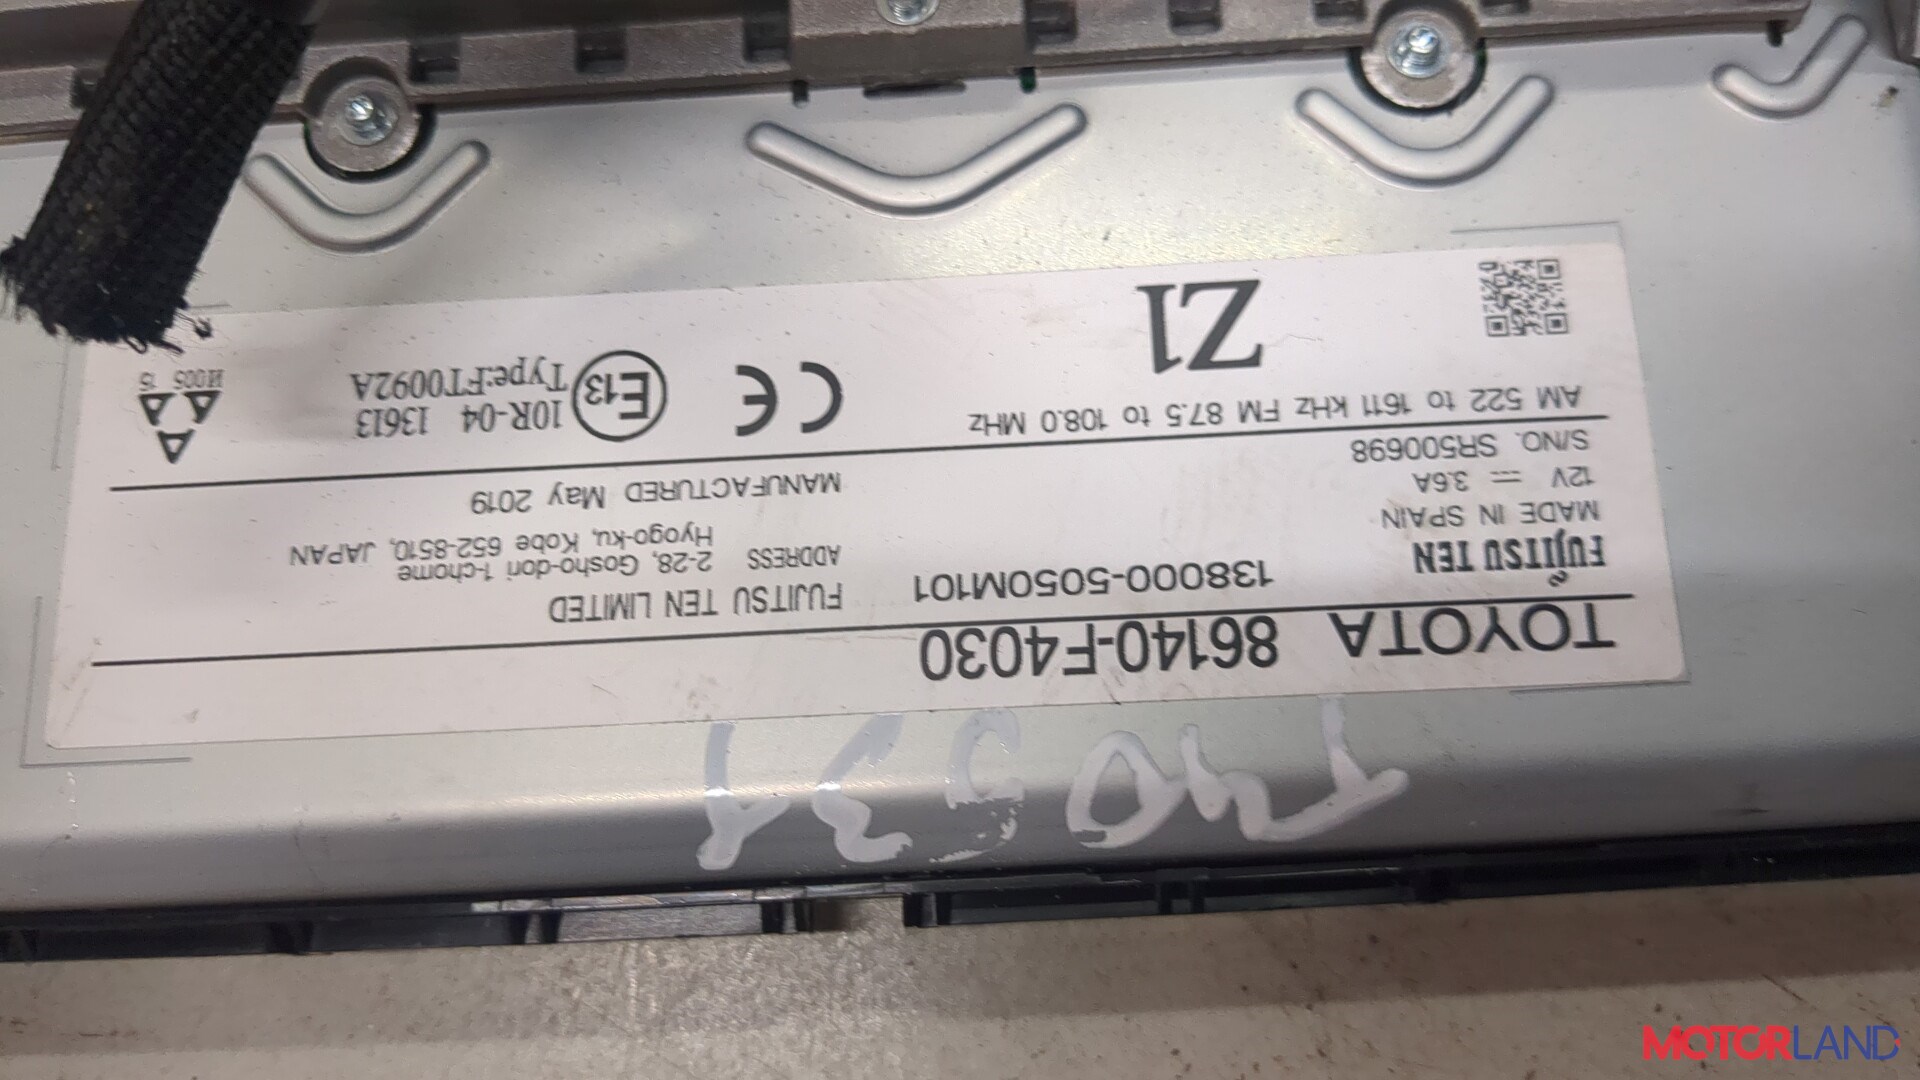 TOYOTA 86140-F4030
FUJITSU TEN 138000-5050M101
MADE IN SPAIN
12V ⎓ 3.6A
S/NO. SR500698
AM 522 to 1611 kHz FM 87.5 to 108.0 MHz
Z1
FUJITSU TEN LIMITED
ADDRESS 2-28, Gosho-dori 1-chome
Hyogo-ku, Kobe 652-8510, JAPAN
MANUFACTURED May 2019
CE
E13
10R-04 13613
Type:FT0092A
И005 15
MOTORLAND